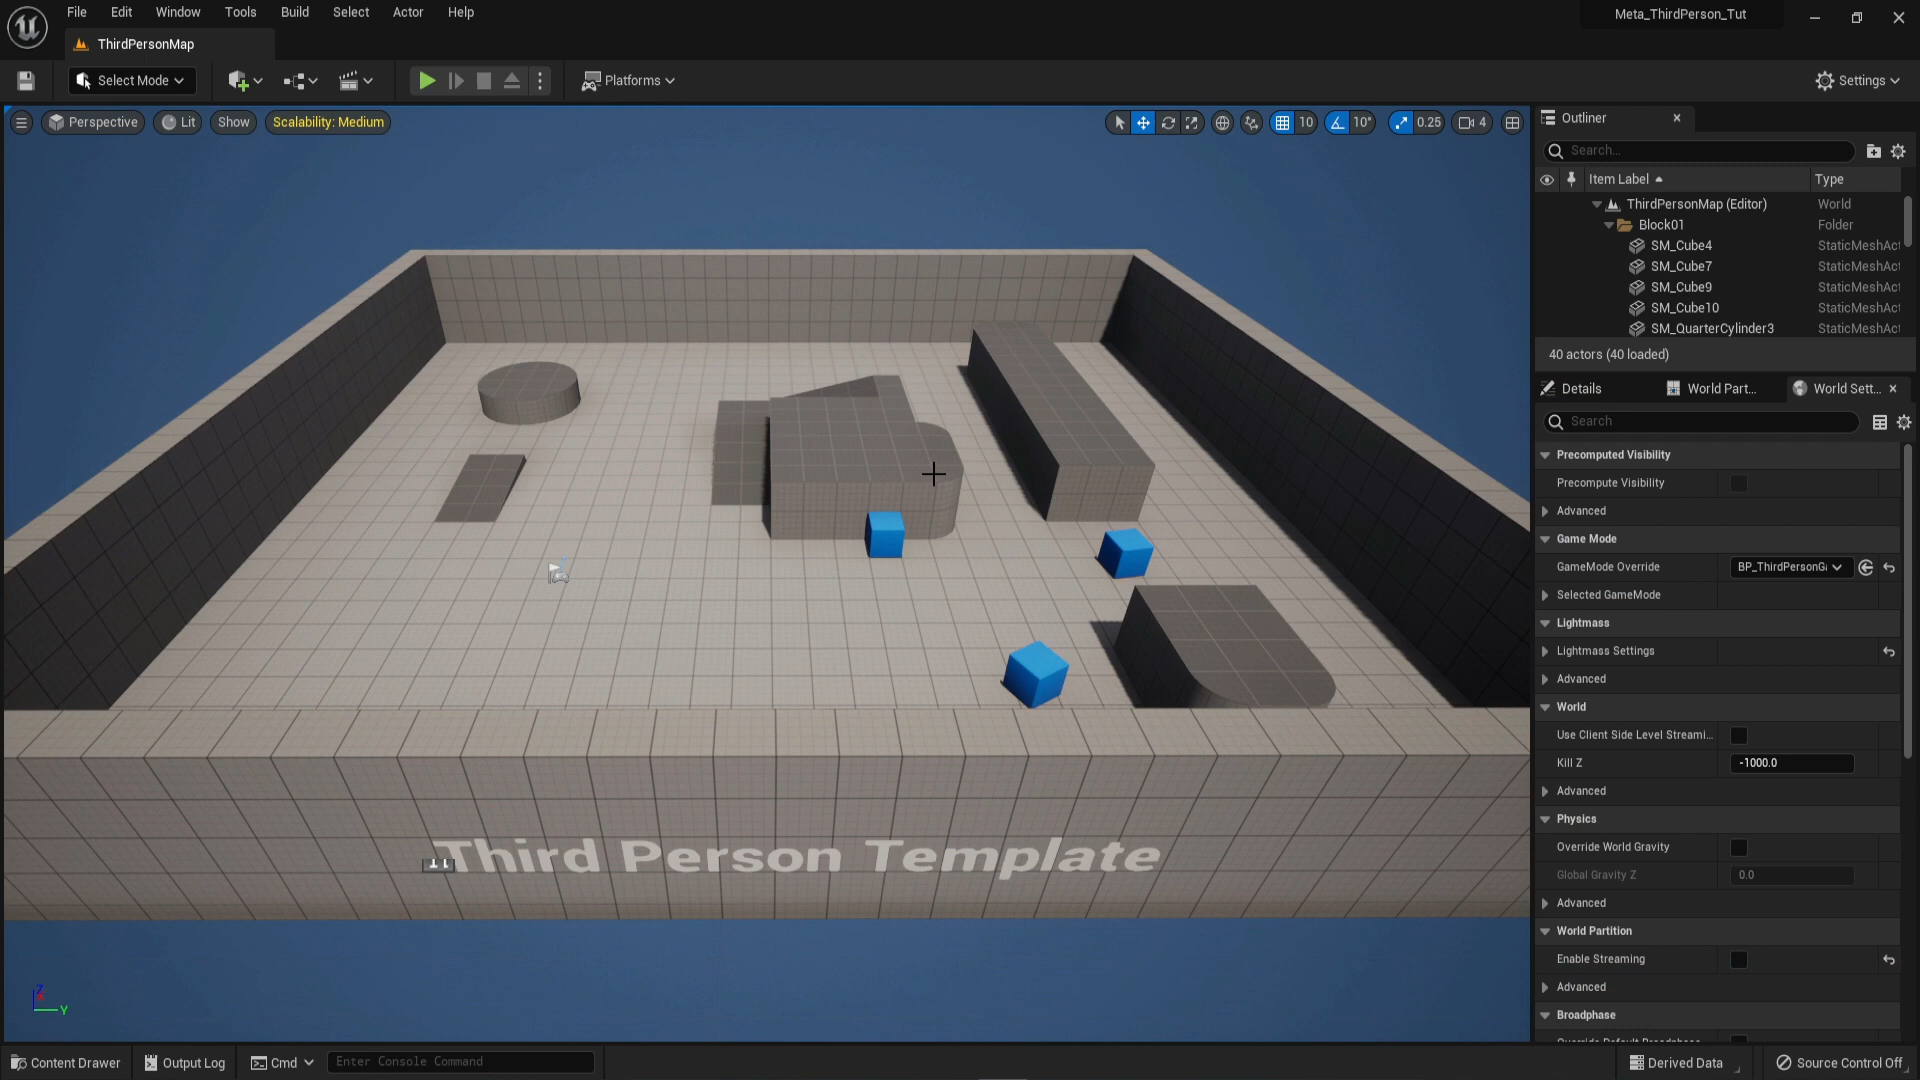 File Edit Window Tools Build Select Actor Help
Meta_ThirdPerson_Tut
ThirdPersonMap
Select Mode
Platforms
Settings
Perspective Lit Show Scalability: Medium
10 10° 0.25 4
Outliner
Search...
Item Label Type
ThirdPersonMap (Editor) World
Block01 Folder
SM_Cube4 StaticMeshAct
SM_Cube7 StaticMeshAct
SM_Cube9 StaticMeshAct
SM_Cube10 StaticMeshAct
SM_QuarterCylinder3 StaticMeshAct
40 actors (40 loaded)
Details World Part... World Sett...
Search
Precomputed Visibility
Precompute Visibility
Advanced
Game Mode
GameMode Override BP_ThirdPersonG
Selected GameMode
Lightmass
Lightmass Settings
Advanced
World
Use Client Side Level Streami...
Kill Z -1000.0
Advanced
Physics
Override World Gravity
Global Gravity Z 0.0
Advanced
World Partition
Enable Streaming
Advanced
Broadphase
Third Person Template
Z
Y
Content Drawer Output Log Cmd Enter Console Command
Derived Data Source Control Off